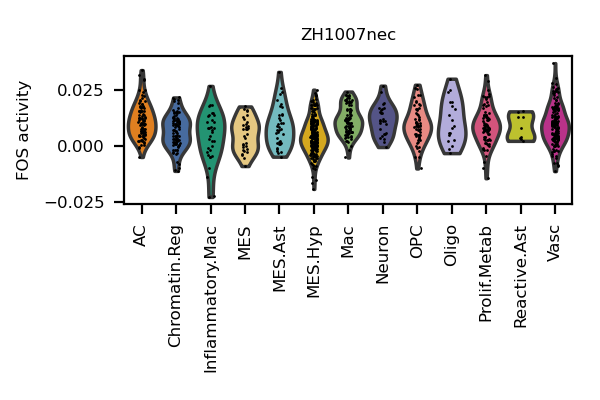 ZH1007nec
FOS activity
0.025
0.000
−0.025
AC
Chromatin.Reg
Inflammatory.Mac
MES
MES.Ast
MES.Hyp
Mac
Neuron
OPC
Oligo
Prolif.Metab
Reactive.Ast
Vasc